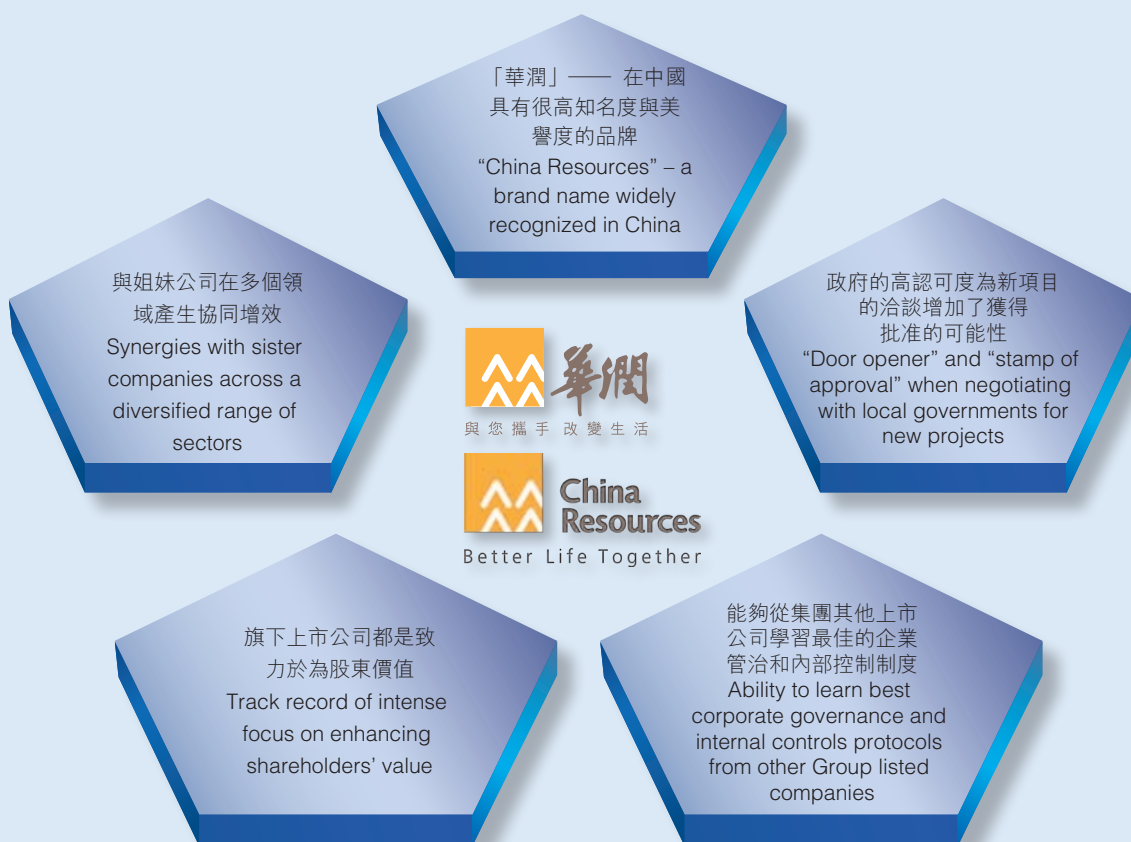 「華潤」—— 在中國
具有很高知名度與美
譽度的品牌
“China Resources” – a
brand name widely
recognized in China
與姐妹公司在多個領
域產生協同增效
Synergies with sister
companies across a
diversified range of
sectors
政府的高認可度為新項目
的洽談增加了獲得
批准的可能性
“Door opener” and “stamp of
approval” when negotiating
with local governments for
new projects
華潤
與您攜手 改變生活
China
Resources
Better Life Together
旗下上市公司都是致
力於為股東價值
Track record of intense
focus on enhancing
shareholders’ value
能夠從集團其他上市
公司學習最佳的企業
管治和內部控制制度
Ability to learn best
corporate governance and
internal controls protocols
from other Group listed
companies